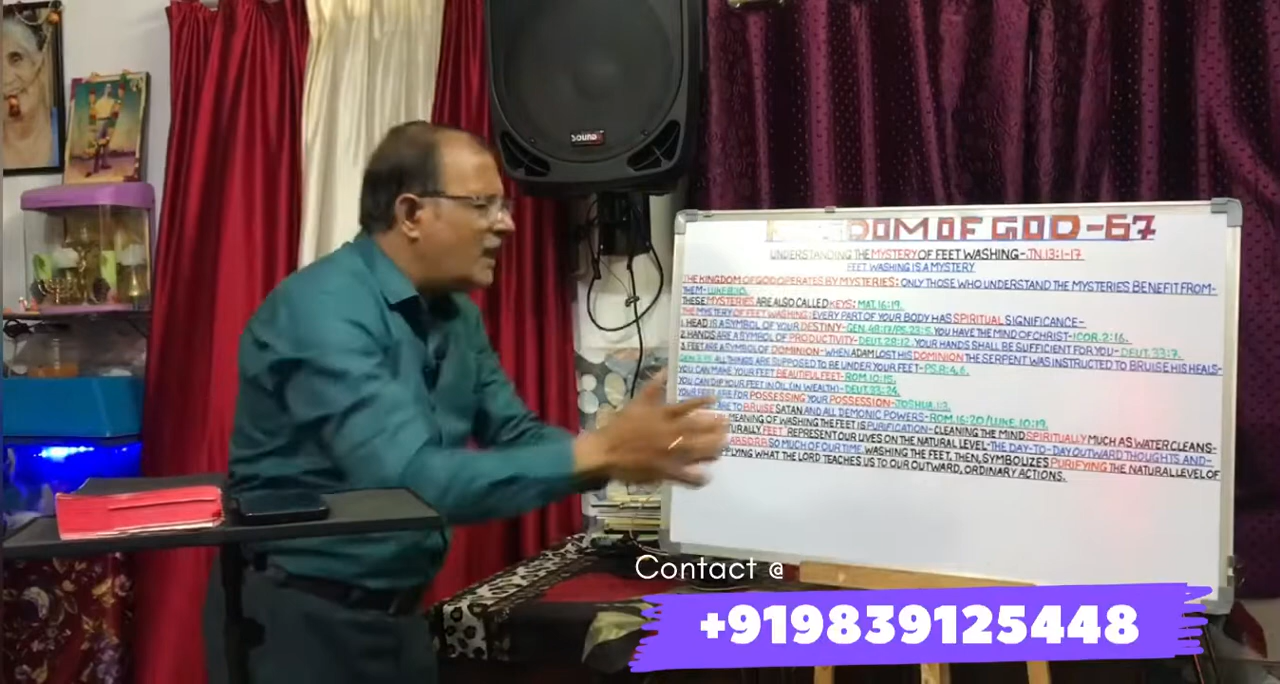 SOUND
KINGDOM OF GOD-67
UNDERSTANDING THE MYSTERY OF FEET WASHING-JN.13:1-17
FEET WASHING IS A MYSTERY
THE KINGDOM OF GOD OPERATES BY MYSTERIES: ONLY THOSE WHO UNDERSTAND THE MYSTERIES BENEFIT FROM-
THEM-LUKE 8:10.
THESE MYSTERIES ARE ALSO CALLED KEYS: MAT.16:19.
THE MYSTERY OF FEET WASHING: EVERY PART OF YOUR BODY HAS SPIRITUAL SIGNIFICANCE-
1. HEAD IS A SYMBOL OF YOUR DESTINY-GEN.48:17/PS.23:5. YOU HAVE THE MIND OF CHRIST-1COR.2:16.
2. HANDS ARE A SYMBOL OF PRODUCTIVITY-DEUT.28:12. YOUR HANDS SHALL BE SUFFICIENT FOR YOU-DEUT.33:7.
3. FEET ARE A SYMBOL OF DOMINION-WHEN ADAM LOST HIS DOMINION THE SERPENT WAS INSTRUCTED TO BRUISE HIS HEALS-
ALL THINGS ARE SUPPOSED TO BE UNDER YOUR FEET-PS.8:4,6.
YOU CAN MAKE YOUR FEET BEAUTIFUL FEET-ROM.10:15.
YOU CAN DIP YOUR FEET IN OIL (IN WEALTH)-DEUT.33:24.
YOUR FEET ARE FOR POSSESSING YOUR POSSESSION-JOSHUA.1:3.
ARE TO BRUISE SATAN AND ALL DEMONIC POWERS-ROM.16:20/LUKE.10:19.
MEANING OF WASHING THE FEET IS PURIFICATION-CLEANING THE MIND SPIRITUALLY MUCH AS WATER CLEANS-
FEET REPRESENT OUR LIVES ON THE NATURAL LEVEL-THE DAY-TO-DAY OUTWARD THOUGHTS AND-
ABSORB SO MUCH OF OUR TIME. WASHING THE FEET, THEN, SYMBOLIZES PURIFYING THE NATURAL LEVEL OF
WHAT THE LORD TEACHES US TO OUR OUTWARD, ORDINARY ACTIONS.
Contact @
+919839125448